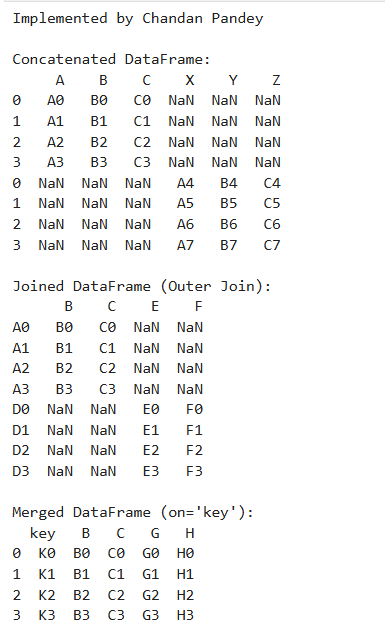 Implemented by Chandan Pandey

Concatenated DataFrame:
     A    B    C    X    Y    Z
0   A0   B0   C0  NaN  NaN  NaN
1   A1   B1   C1  NaN  NaN  NaN
2   A2   B2   C2  NaN  NaN  NaN
3   A3   B3   C3  NaN  NaN  NaN
0  NaN  NaN  NaN   A4   B4   C4
1  NaN  NaN  NaN   A5   B5   C5
2  NaN  NaN  NaN   A6   B6   C6
3  NaN  NaN  NaN   A7   B7   C7

Joined DataFrame (Outer Join):
      B    C    E    F
A0   B0   C0  NaN  NaN
A1   B1   C1  NaN  NaN
A2   B2   C2  NaN  NaN
A3   B3   C3  NaN  NaN
D0  NaN  NaN   E0   F0
D1  NaN  NaN   E1   F1
D2  NaN  NaN   E2   F2
D3  NaN  NaN   E3   F3

Merged DataFrame (on='key'):
  key   B   C   G   H
0  K0  B0  C0  G0  H0
1  K1  B1  C1  G1  H1
2  K2  B2  C2  G2  H2
3  K3  B3  C3  G3  H3